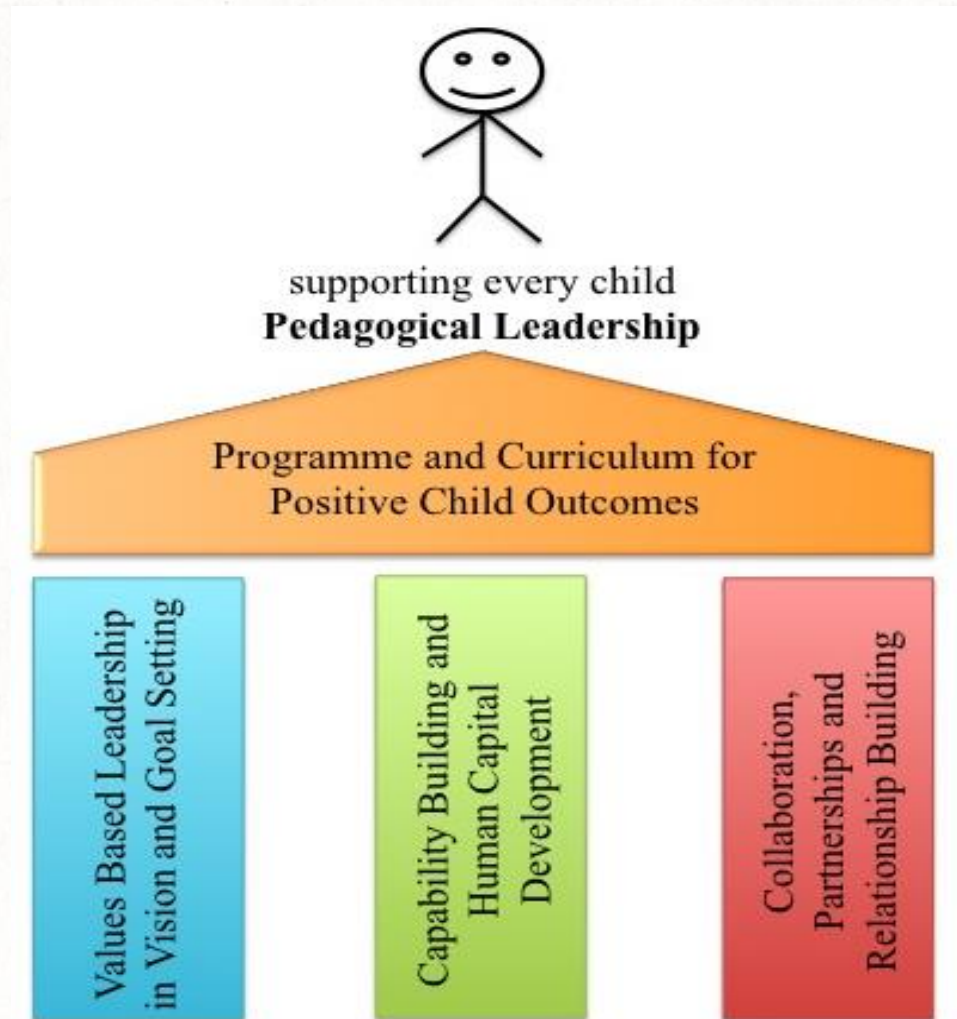 supporting every child
Pedagogical Leadership
Programme and Curriculum for
Positive Child Outcomes
Values Based Leadership
in Vision and Goal Setting
Capability Building and
Human Capital
Development
Collaboration,
Partnerships and
Relationship Building